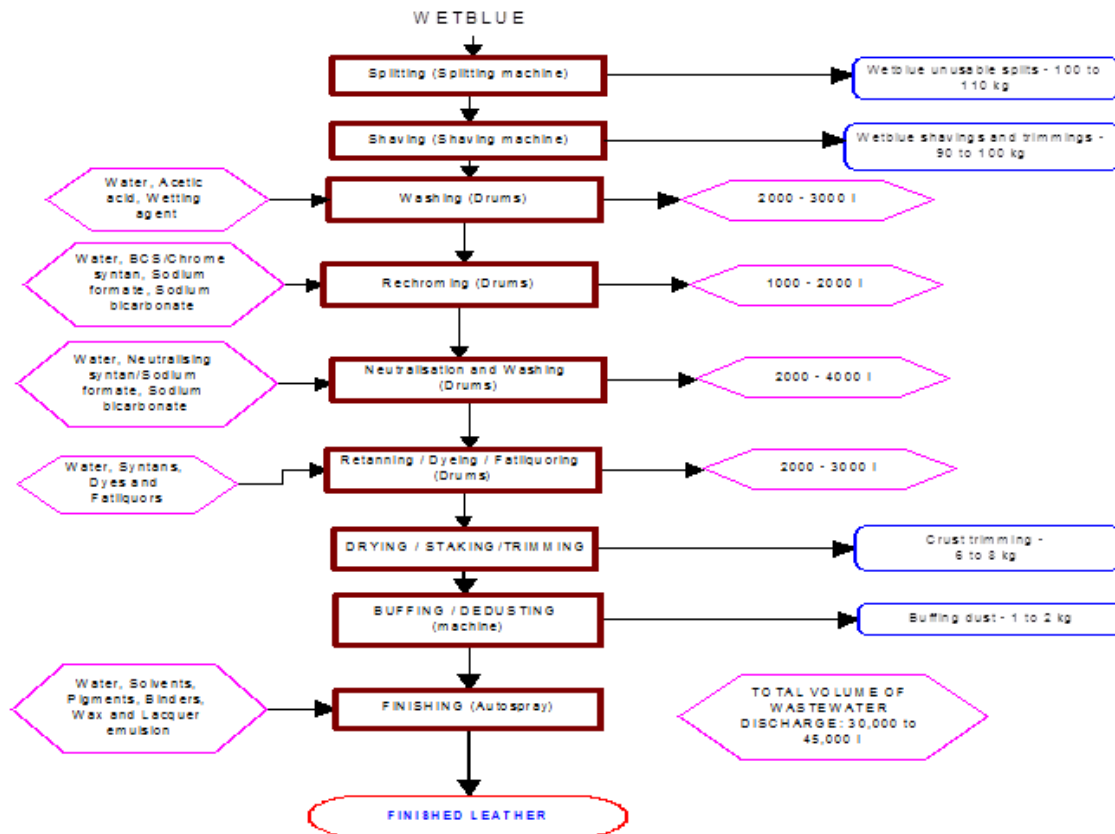 WETBLUE
Splitting (Splitting machine)
Wetblue unusable splits - 100 to
110 kg
Shaving (Shaving machine)
Wetblue shavings and trimmings -
90 to 100 kg
Water, Acetic
acid, Wetting
agent
Washing (Drums)
2000 - 3000 l
Water, BCS/Chrome
syntan, Sodium
formate, Sodium
bicarbonate
Rechroming (Drums)
1000 - 2000 l
Water, Neutralising
syntan/Sodium
formate, Sodium
bicarbonate
Neutralisation and Washing
(Drums)
2000 - 4000 l
Water, Syntans,
Dyes and
Fatliquors
Retanning / Dyeing / Fatliquoring
(Drums)
2000 - 3000 l
DRYING / STAKING/TRIMMING
Crust trimming -
6 to 8 kg
BUFFING / DEDUSTING
(machine)
Buffing dust - 1 to 2 kg
Water, Solvents,
Pigments, Binders,
Wax and Lacquer
emulsion
FINISHING (Autospray)
TOTAL VOLUME OF
WASTEWATER
DISCHARGE: 30,000 to
45,000 l
FINISHED LEATHER